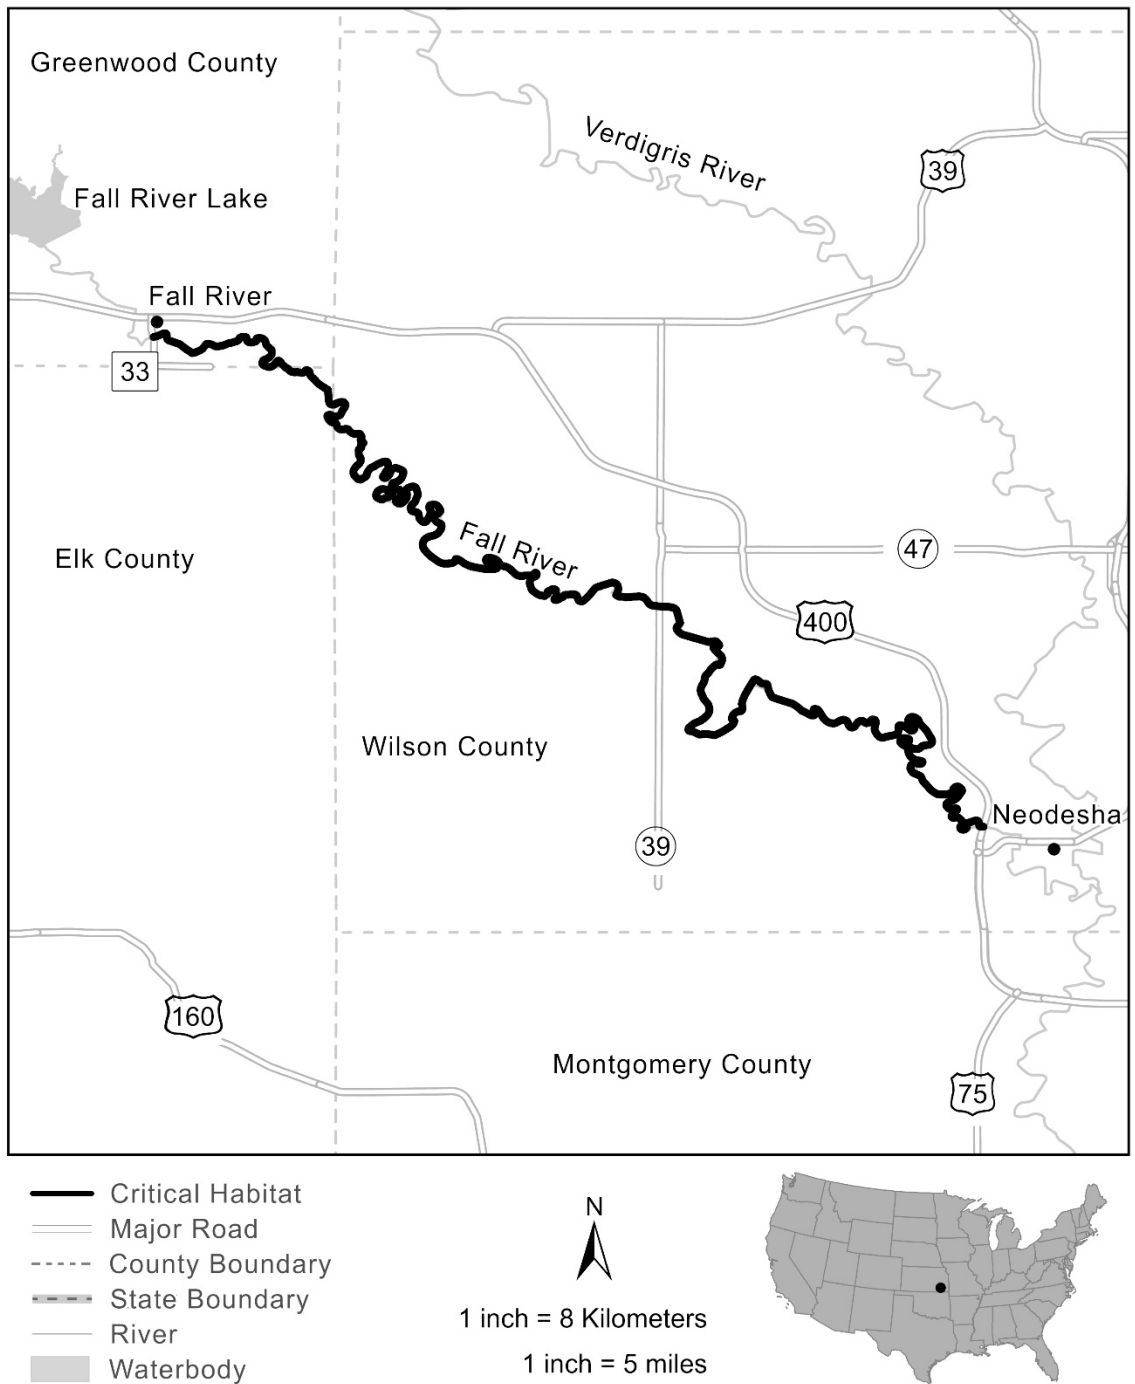 Greenwood County
Verdigris River
39
Fall River Lake
Fall River
33
Fall River
Elk County
47
400
Wilson County
Neodesha
39
160
Montgomery County
75
Critical Habitat
Major Road
County Boundary
State Boundary
River
Waterbody
N
1 inch = 8 Kilometers
1 inch = 5 miles